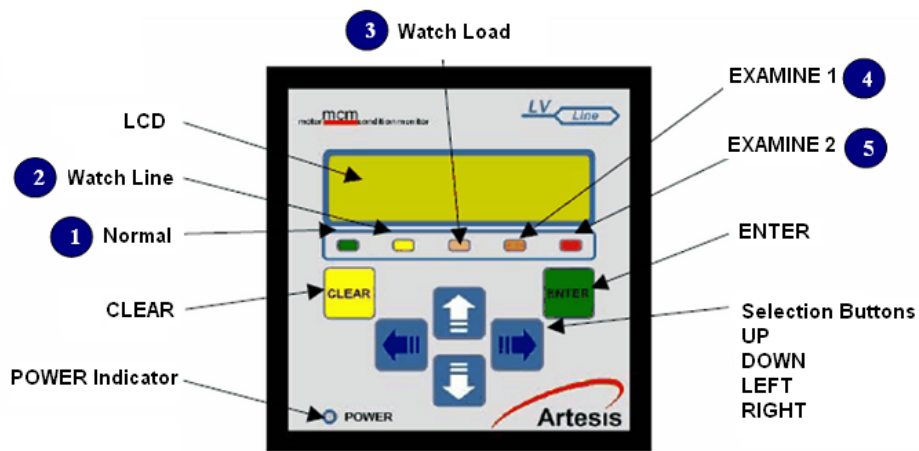 3 Watch Load
EXAMINE 1 4
LCD
motor mcm condition monitor
LV Line
EXAMINE 2 5
2 Watch Line
1 Normal
ENTER
CLEAR
ENTER
CLEAR
Selection Buttons
UP
DOWN
LEFT
RIGHT
POWER Indicator
POWER
Artesis